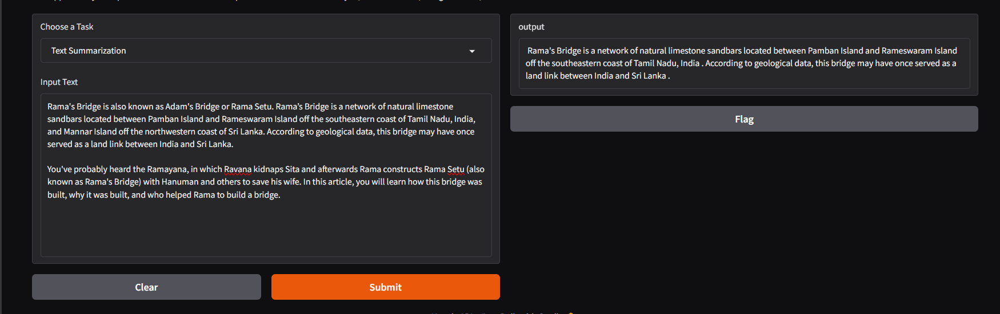 Choose a Task
Text Summarization
Input Text
Rama's Bridge is also known as Adam's Bridge or Rama Setu. Rama’s Bridge is a network of natural limestone
sandbars located between Pamban Island and Rameswaram Island off the southeastern coast of Tamil Nadu, India,
and Mannar Island off the northwestern coast of Sri Lanka. According to geological data, this bridge may have once
served as a land link between India and Sri Lanka.
You've probably heard the Ramayana, in which Ravana kidnaps Sita and afterwards Rama constructs Rama Setu (also
known as Rama's Bridge) with Hanuman and others to save his wife. In this article, you will learn how this bridge was
built, why it was built, and who helped Rama to build a bridge.
Clear
Submit
output
Rama's Bridge is a network of natural limestone sandbars located between Pamban Island and Rameswaram Island
off the southeastern coast of Tamil Nadu, India . According to geological data, this bridge may have once served as a
land link between India and Sri Lanka .
Flag